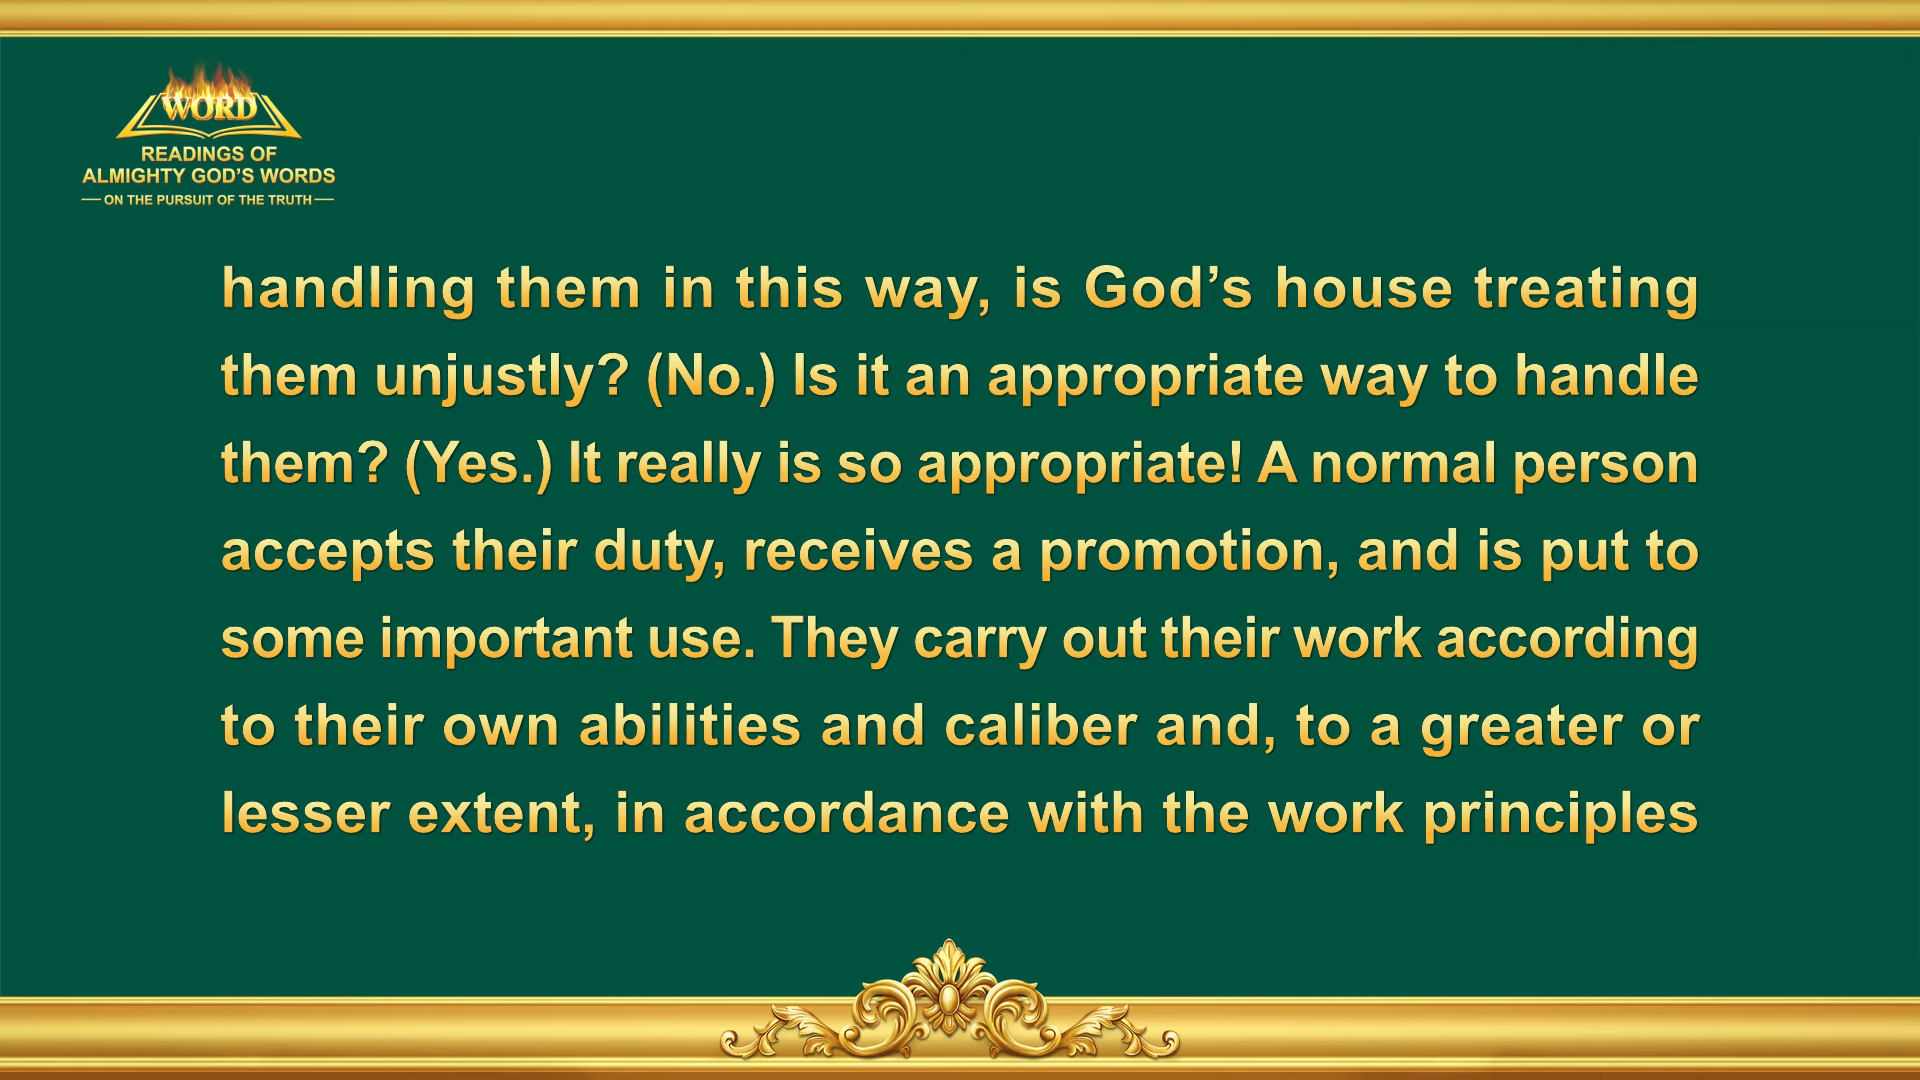 WORD
READINGS OF
ALMIGHTY GOD’S WORDS
ON THE PURSUIT OF THE TRUTH
handling them in this way, is God’s house treating
them unjustly? (No.) Is it an appropriate way to handle
them? (Yes.) It really is so appropriate! A normal person
accepts their duty, receives a promotion, and is put to
some important use. They carry out their work according
to their own abilities and caliber and, to a greater or
lesser extent, in accordance with the work principles